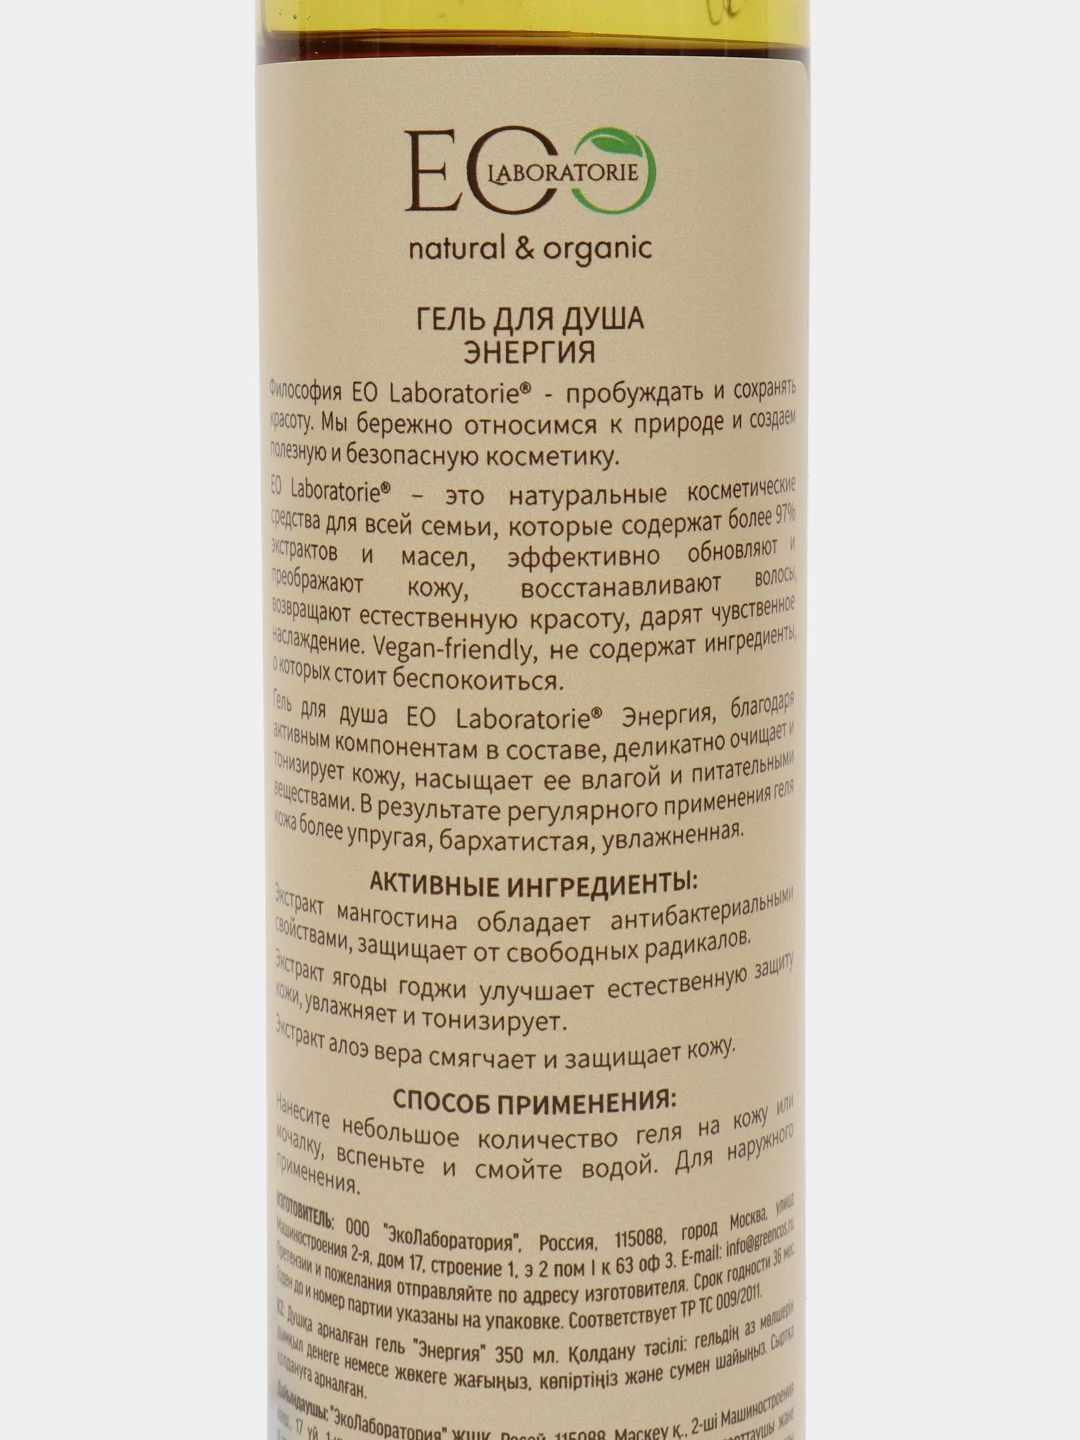 EO LABORATORIE
natural & organic
ГЕЛЬ ДЛЯ ДУША
ЭНЕРГИЯ
Философия EO Laboratorie® - пробуждать и сохранять
красоту. Мы бережно относимся к природе и создаем
полезную и безопасную косметику.
EO Laboratorie® – это натуральные косметические
средства для всей семьи, которые содержат более 97%
экстрактов и масел, эффективно обновляют и
преображают кожу, восстанавливают волосы,
возвращают естественную красоту, дарят чувственное
наслаждение. Vegan-friendly, не содержат ингредиенты,
о которых стоит беспокоиться.
Гель для душа EO Laboratorie® Энергия, благодаря
активным компонентам в составе, деликатно очищает и
тонизирует кожу, насыщает ее влагой и питательными
веществами. В результате регулярного применения геля
кожа более упругая, бархатистая, увлажненная.
АКТИВНЫЕ ИНГРЕДИЕНТЫ:
Экстракт мангостина обладает антибактериальными
свойствами, защищает от свободных радикалов.
Экстракт ягоды годжи улучшает естественную защиту
кожи, увлажняет и тонизирует.
Экстракт алоэ вера смягчает и защищает кожу.
СПОСОБ ПРИМЕНЕНИЯ:
Нанесите небольшое количество геля на кожу или
мочалку, вспеньте и смойте водой. Для наружного
применения.
ИЗГОТОВИТЕЛЬ: ООО "ЭкоЛаборатория", Россия, 115088, город Москва, улица
Машиностроения 2-я, дом 17, строение 1, э 2 пом I к 63 оф 3. E-mail: info@greencos.ru.
Претензии и пожелания отправляйте по адресу изготовителя. Срок годности 36 мес.
Годен до и номер партии указаны на упаковке. Соответствует ТР ТС 009/2011.
KZ: Душқа арналған гель "Энергия" 350 мл. Қолдану тәсілі: гельдің аз мөлшерін
дымқыл денеге немесе жөкеге жағыңыз, көпіртіңіз және сумен шайыңыз. Сыртқа
қолдануға арналған.
Дайындаушы: "ЭкоЛаборатория" ЖШҚ, Ресей, 115088, Мәскеу қ., 2-ші Машиностроения
17 үй,